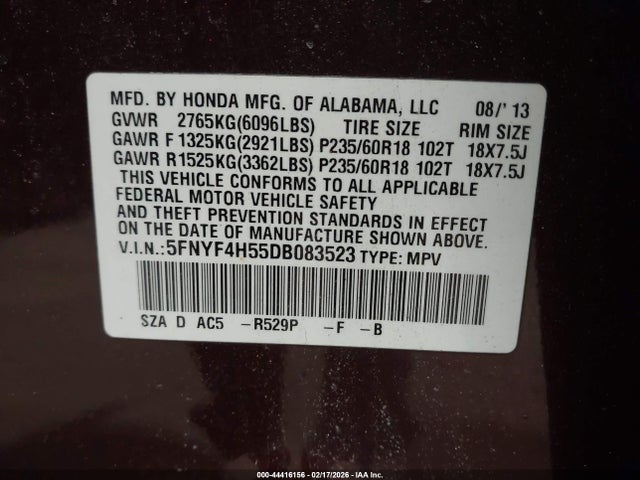 MFD. BY HONDA MFG. OF ALABAMA, LLC 08/'13
GVWR 2765KG(6096LBS) TIRE SIZE RIM SIZE
GAWR F 1325KG(2921LBS) P235/60R18 102T 18X7.5J
GAWR R 1525KG(3362LBS) P235/60R18 102T 18X7.5J
THIS VEHICLE CONFORMS TO ALL APPLICABLE
FEDERAL MOTOR VEHICLE SAFETY
AND THEFT PREVENTION STANDARDS IN EFFECT
ON THE DATE OF MANUFACTURE SHOWN ABOVE.
V.I.N.:5FNYF4H55DB083523 TYPE: MPV
SZA D AC5 -R529P -F -B
000-44416156 - 02/17/2026 - IAA Inc.